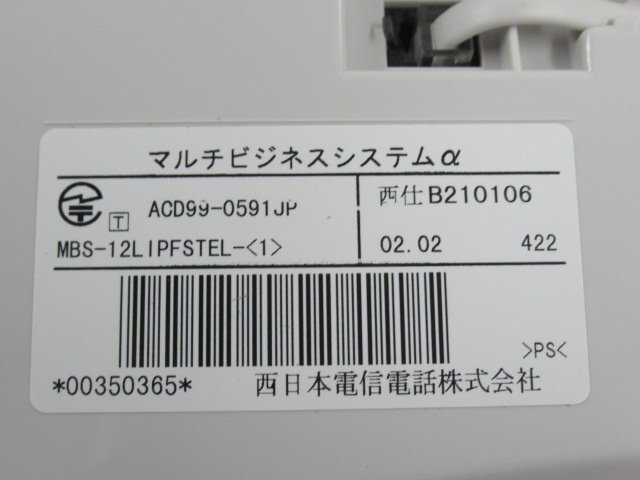 マルチビジネスシステムα
T ACD99-0591JP 西仕B210106
MBS-12LIPFSTEL-<1> 02.02 422
>PS<
*00350365* 西日本電信電話株式会社